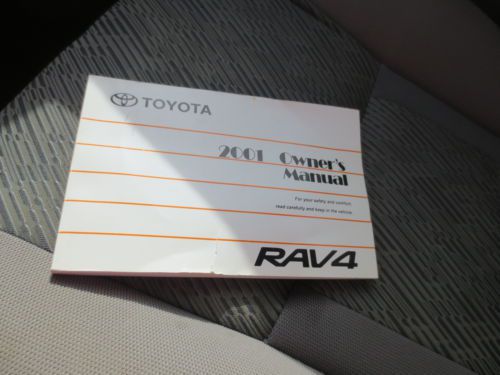 TOYOTA
2001 Owner's
Manual
For your safety and comfort,
read carefully and keep in the vehicle.
RAV4